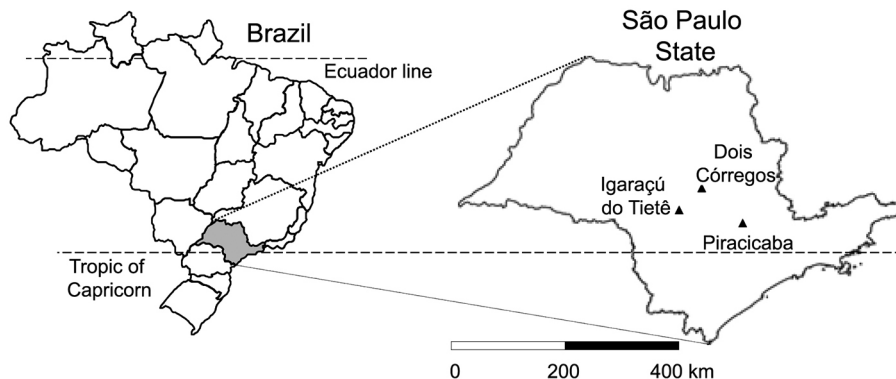 Brazil
Ecuador line
Tropic of
Capricorn
São Paulo
State
Dois
Córregos
Igaraçú
do Tietê
Piracicaba
0 200 400 km